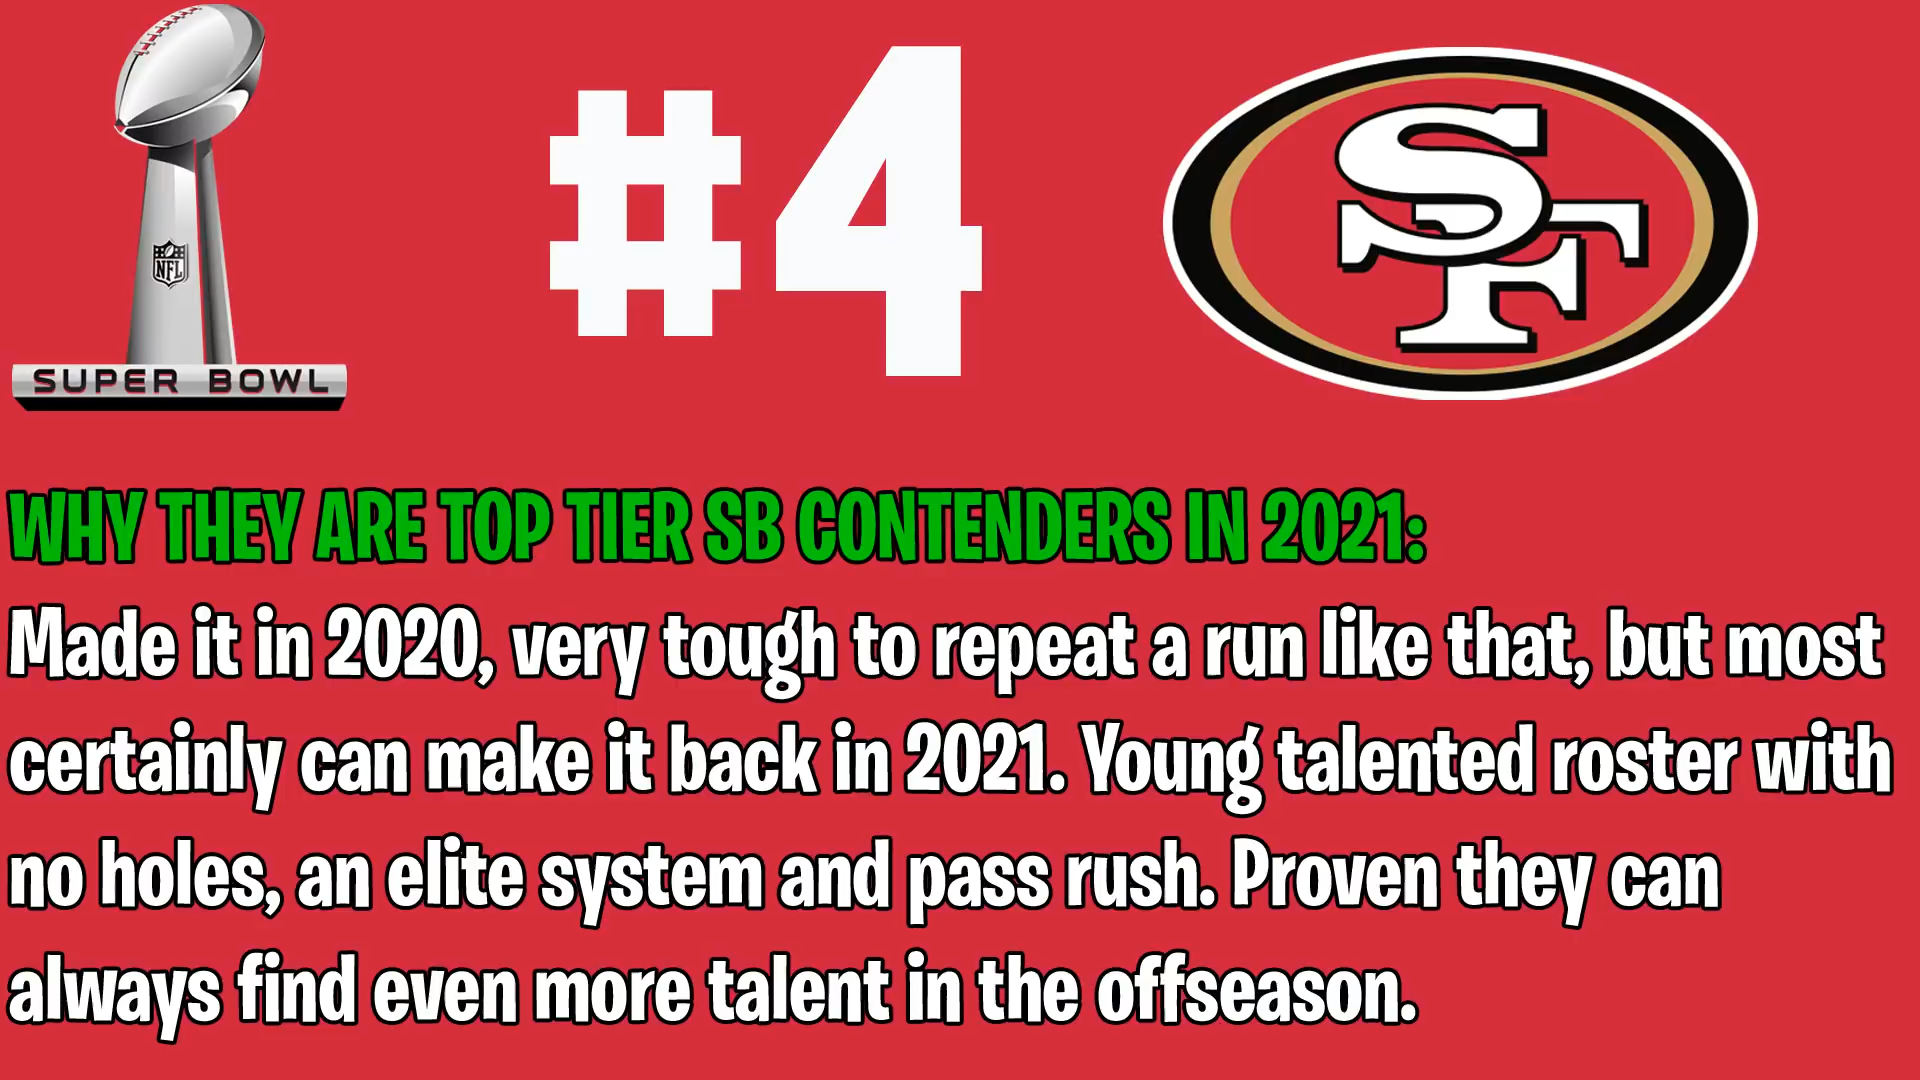 #4
SF
NFL
SUPER BOWL
WHY THEY ARE TOP TIER SB CONTENDERS IN 2021:
Made it in 2020, very tough to repeat a run like that, but most
certainly can make it back in 2021. Young talented roster with
no holes, an elite system and pass rush. Proven they can
always find even more talent in the offseason.